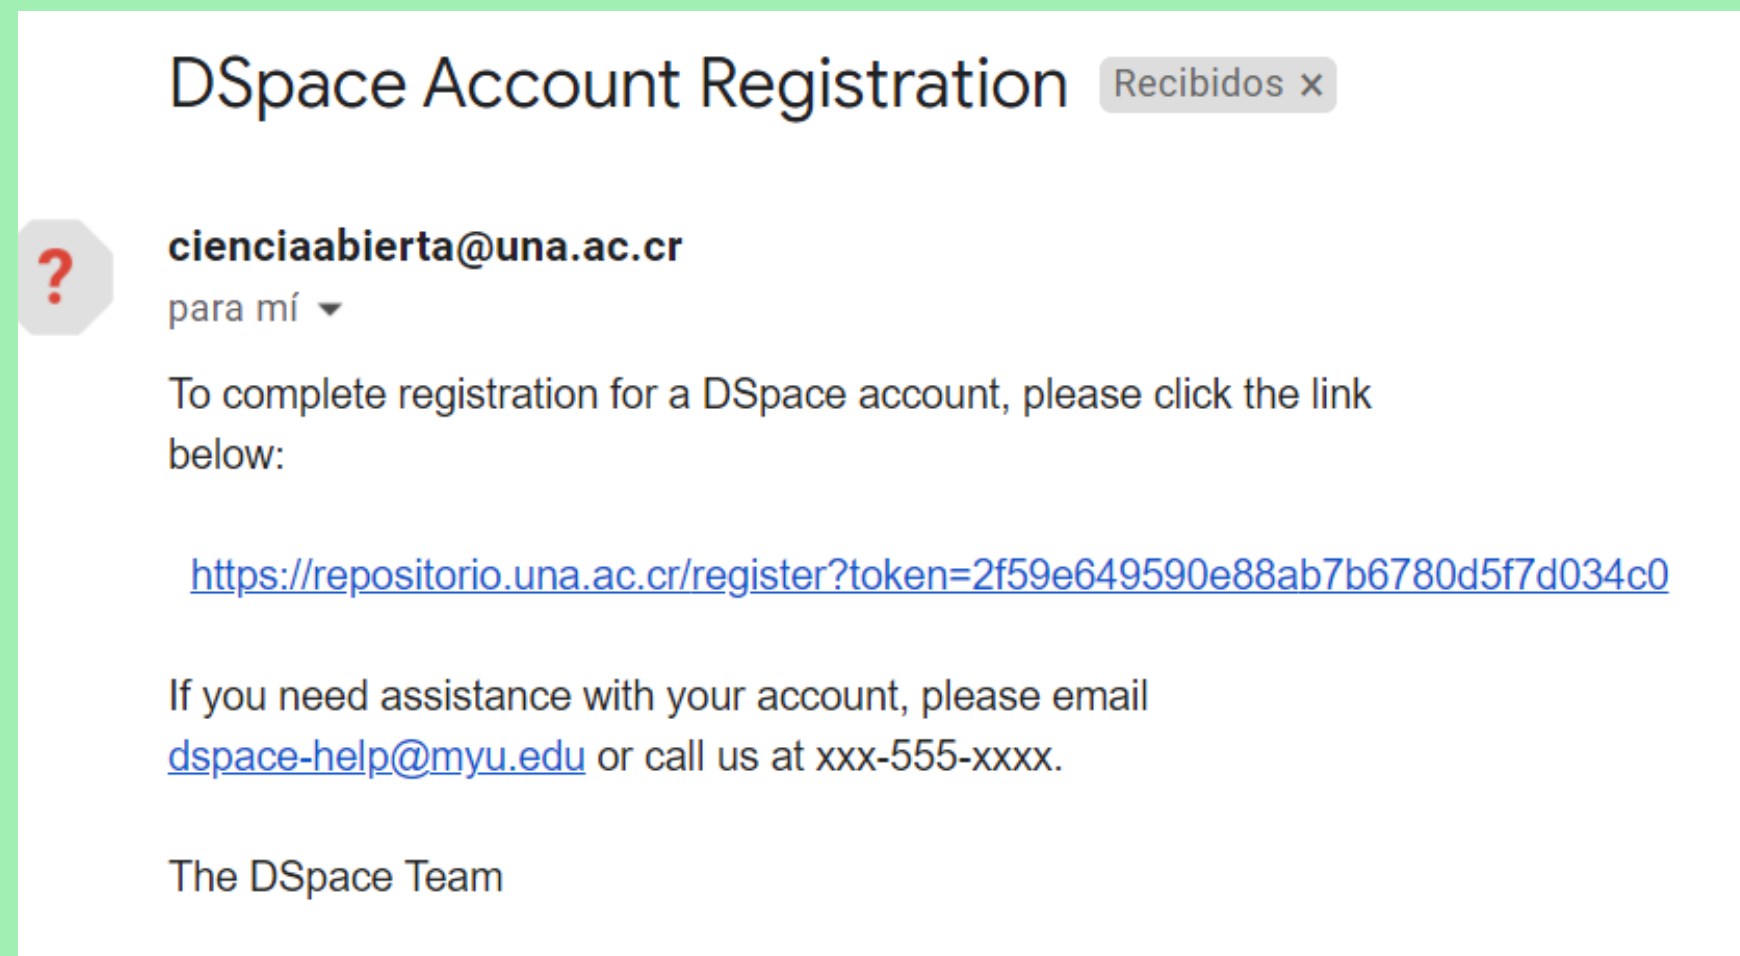 DSpace Account Registration Recibidos ×
?
cienciaabierta@una.ac.cr
para mí
To complete registration for a DSpace account, please click the link
below:
https://repositorio.una.ac.cr/register?token=2f59e649590e88ab7b6780d5f7d034c0
If you need assistance with your account, please email
dspace-help@myu.edu or call us at xxx-555-xxxx.
The DSpace Team